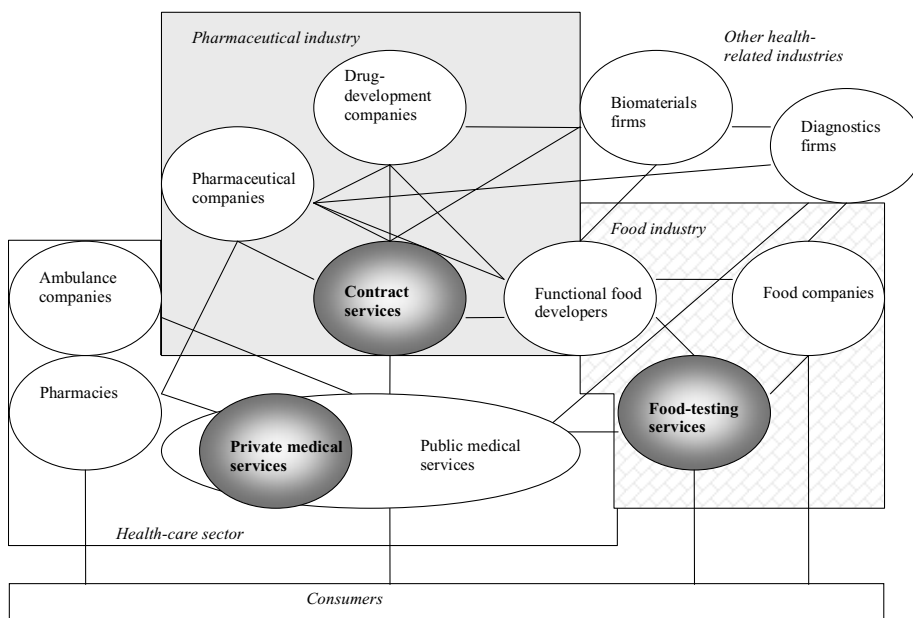 Pharmaceutical industry
Other health-
related industries
Drug-
development
companies
Biomaterials
firms
Diagnostics
firms
Pharmaceutical
companies
Food industry
Ambulance
companies
Contract
services
Functional food
developers
Food companies
Pharmacies
Private medical
services
Public medical
services
Food-testing
services
Health-care sector
Consumers